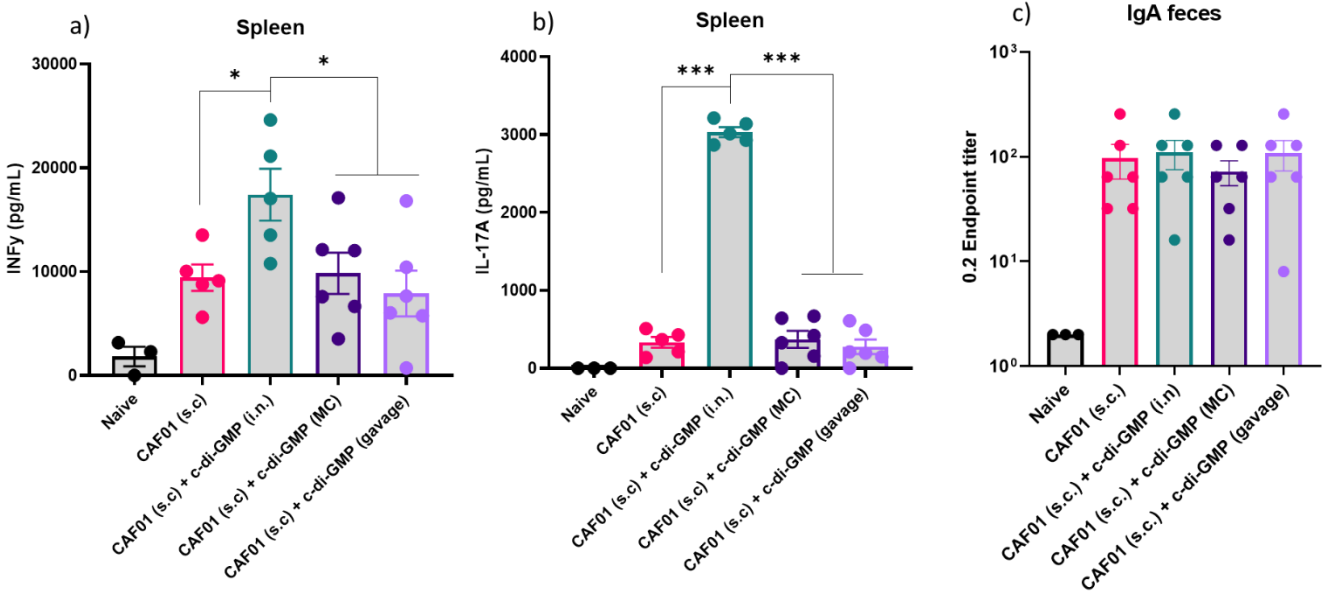 a)
Spleen
INFy (pg/mL)
30000
20000
10000
0
*
*
Naive
CAF01 (s.c)
CAF01 (s.c) + c-di-GMP (i.n.)
CAF01 (s.c) + c-di-GMP (MC)
CAF01 (s.c) + c-di-GMP (gavage)
b)
Spleen
IL-17A (pg/mL)
4000
3000
2000
1000
0
***
***
Naive
CAF01 (s.c)
CAF01 (s.c) + c-di-GMP (i.n.)
CAF01 (s.c) + c-di-GMP (MC)
CAF01 (s.c) + c-di-GMP (gavage)
c)
IgA feces
0.2 Endpoint titer
10³
10²
10¹
10⁰
Naive
CAF01 (s.c.)
CAF01 (s.c.) + c-di-GMP (i.n)
CAF01 (s.c.) + c-di-GMP (MC)
CAF01 (s.c.) + c-di-GMP (gavage)